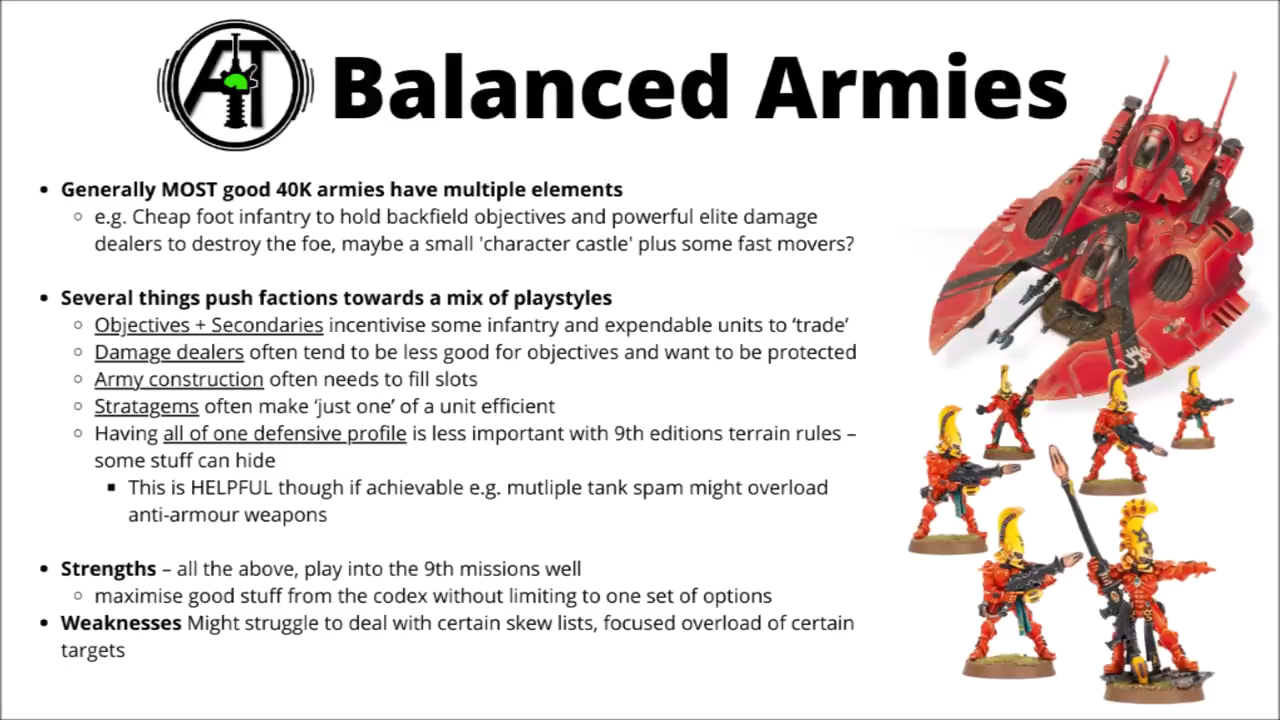 AT
Balanced Armies
• Generally MOST good 40K armies have multiple elements
○ e.g. Cheap foot infantry to hold backfield objectives and powerful elite damage
dealers to destroy the foe, maybe a small 'character castle' plus some fast movers?
• Several things push factions towards a mix of playstyles
○ Objectives + Secondaries incentivise some infantry and expendable units to ‘trade’
○ Damage dealers often tend to be less good for objectives and want to be protected
○ Army construction often needs to fill slots
○ Stratagems often make ‘just one’ of a unit efficient
○ Having all of one defensive profile is less important with 9th editions terrain rules –
some stuff can hide
▪ This is HELPFUL though if achievable e.g. mutliple tank spam might overload
anti-armour weapons
• Strengths – all the above, play into the 9th missions well
○ maximise good stuff from the codex without limiting to one set of options
• Weaknesses Might struggle to deal with certain skew lists, focused overload of certain
targets